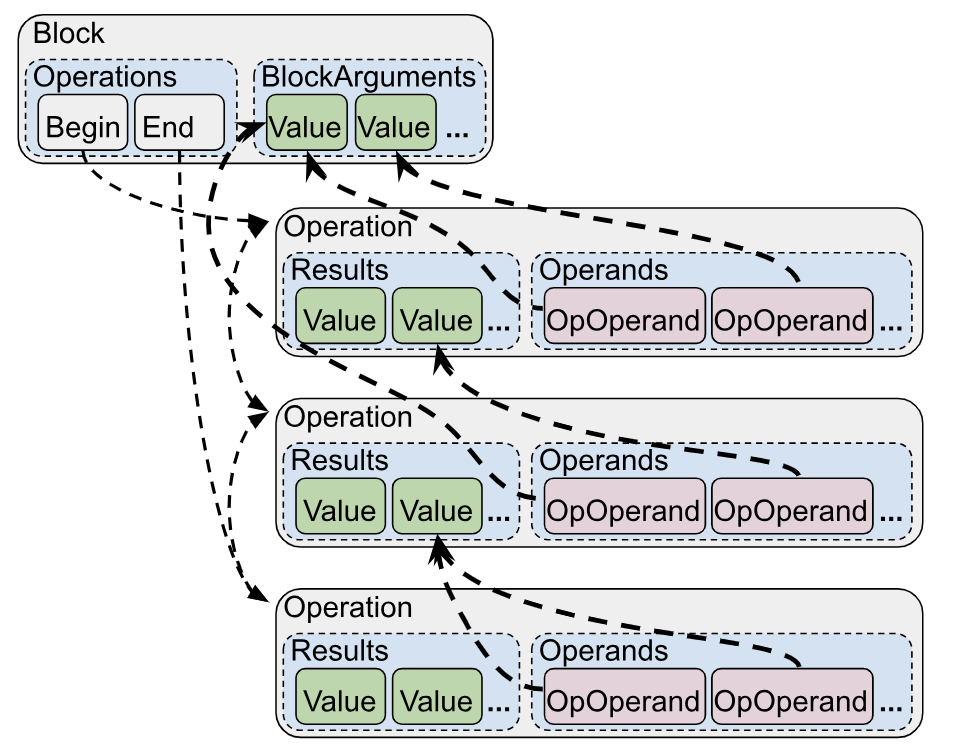 Block
Operations BlockArguments
Begin End Value Value ...
Operation
Results Operands
Value Value ... OpOperand OpOperand ...
Operation
Results Operands
Value Value ... OpOperand OpOperand ...
Operation
Results Operands
Value Value ... OpOperand OpOperand ...